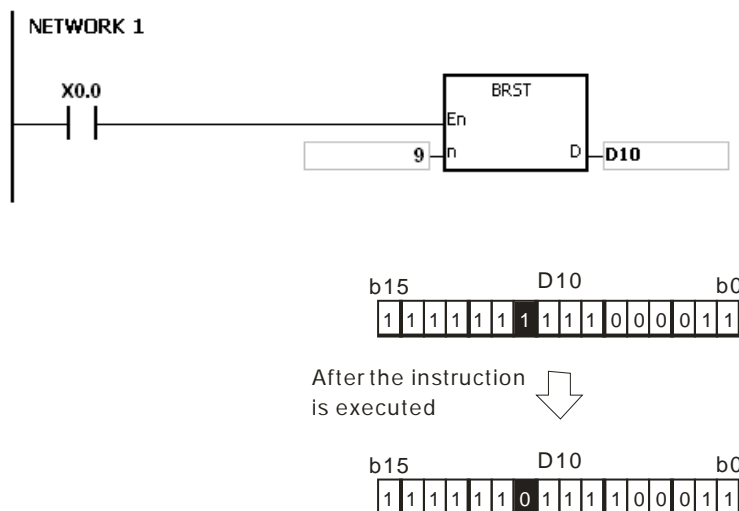 NETWORK 1
X0.0
BRST
En
9 n D D10
b15 D10 b0
1 1 1 1 1 1 1 1 1 1 0 0 0 0 1 1
After the instruction
is executed
b15 D10 b0
1 1 1 1 1 1 0 1 1 1 1 0 0 0 1 1